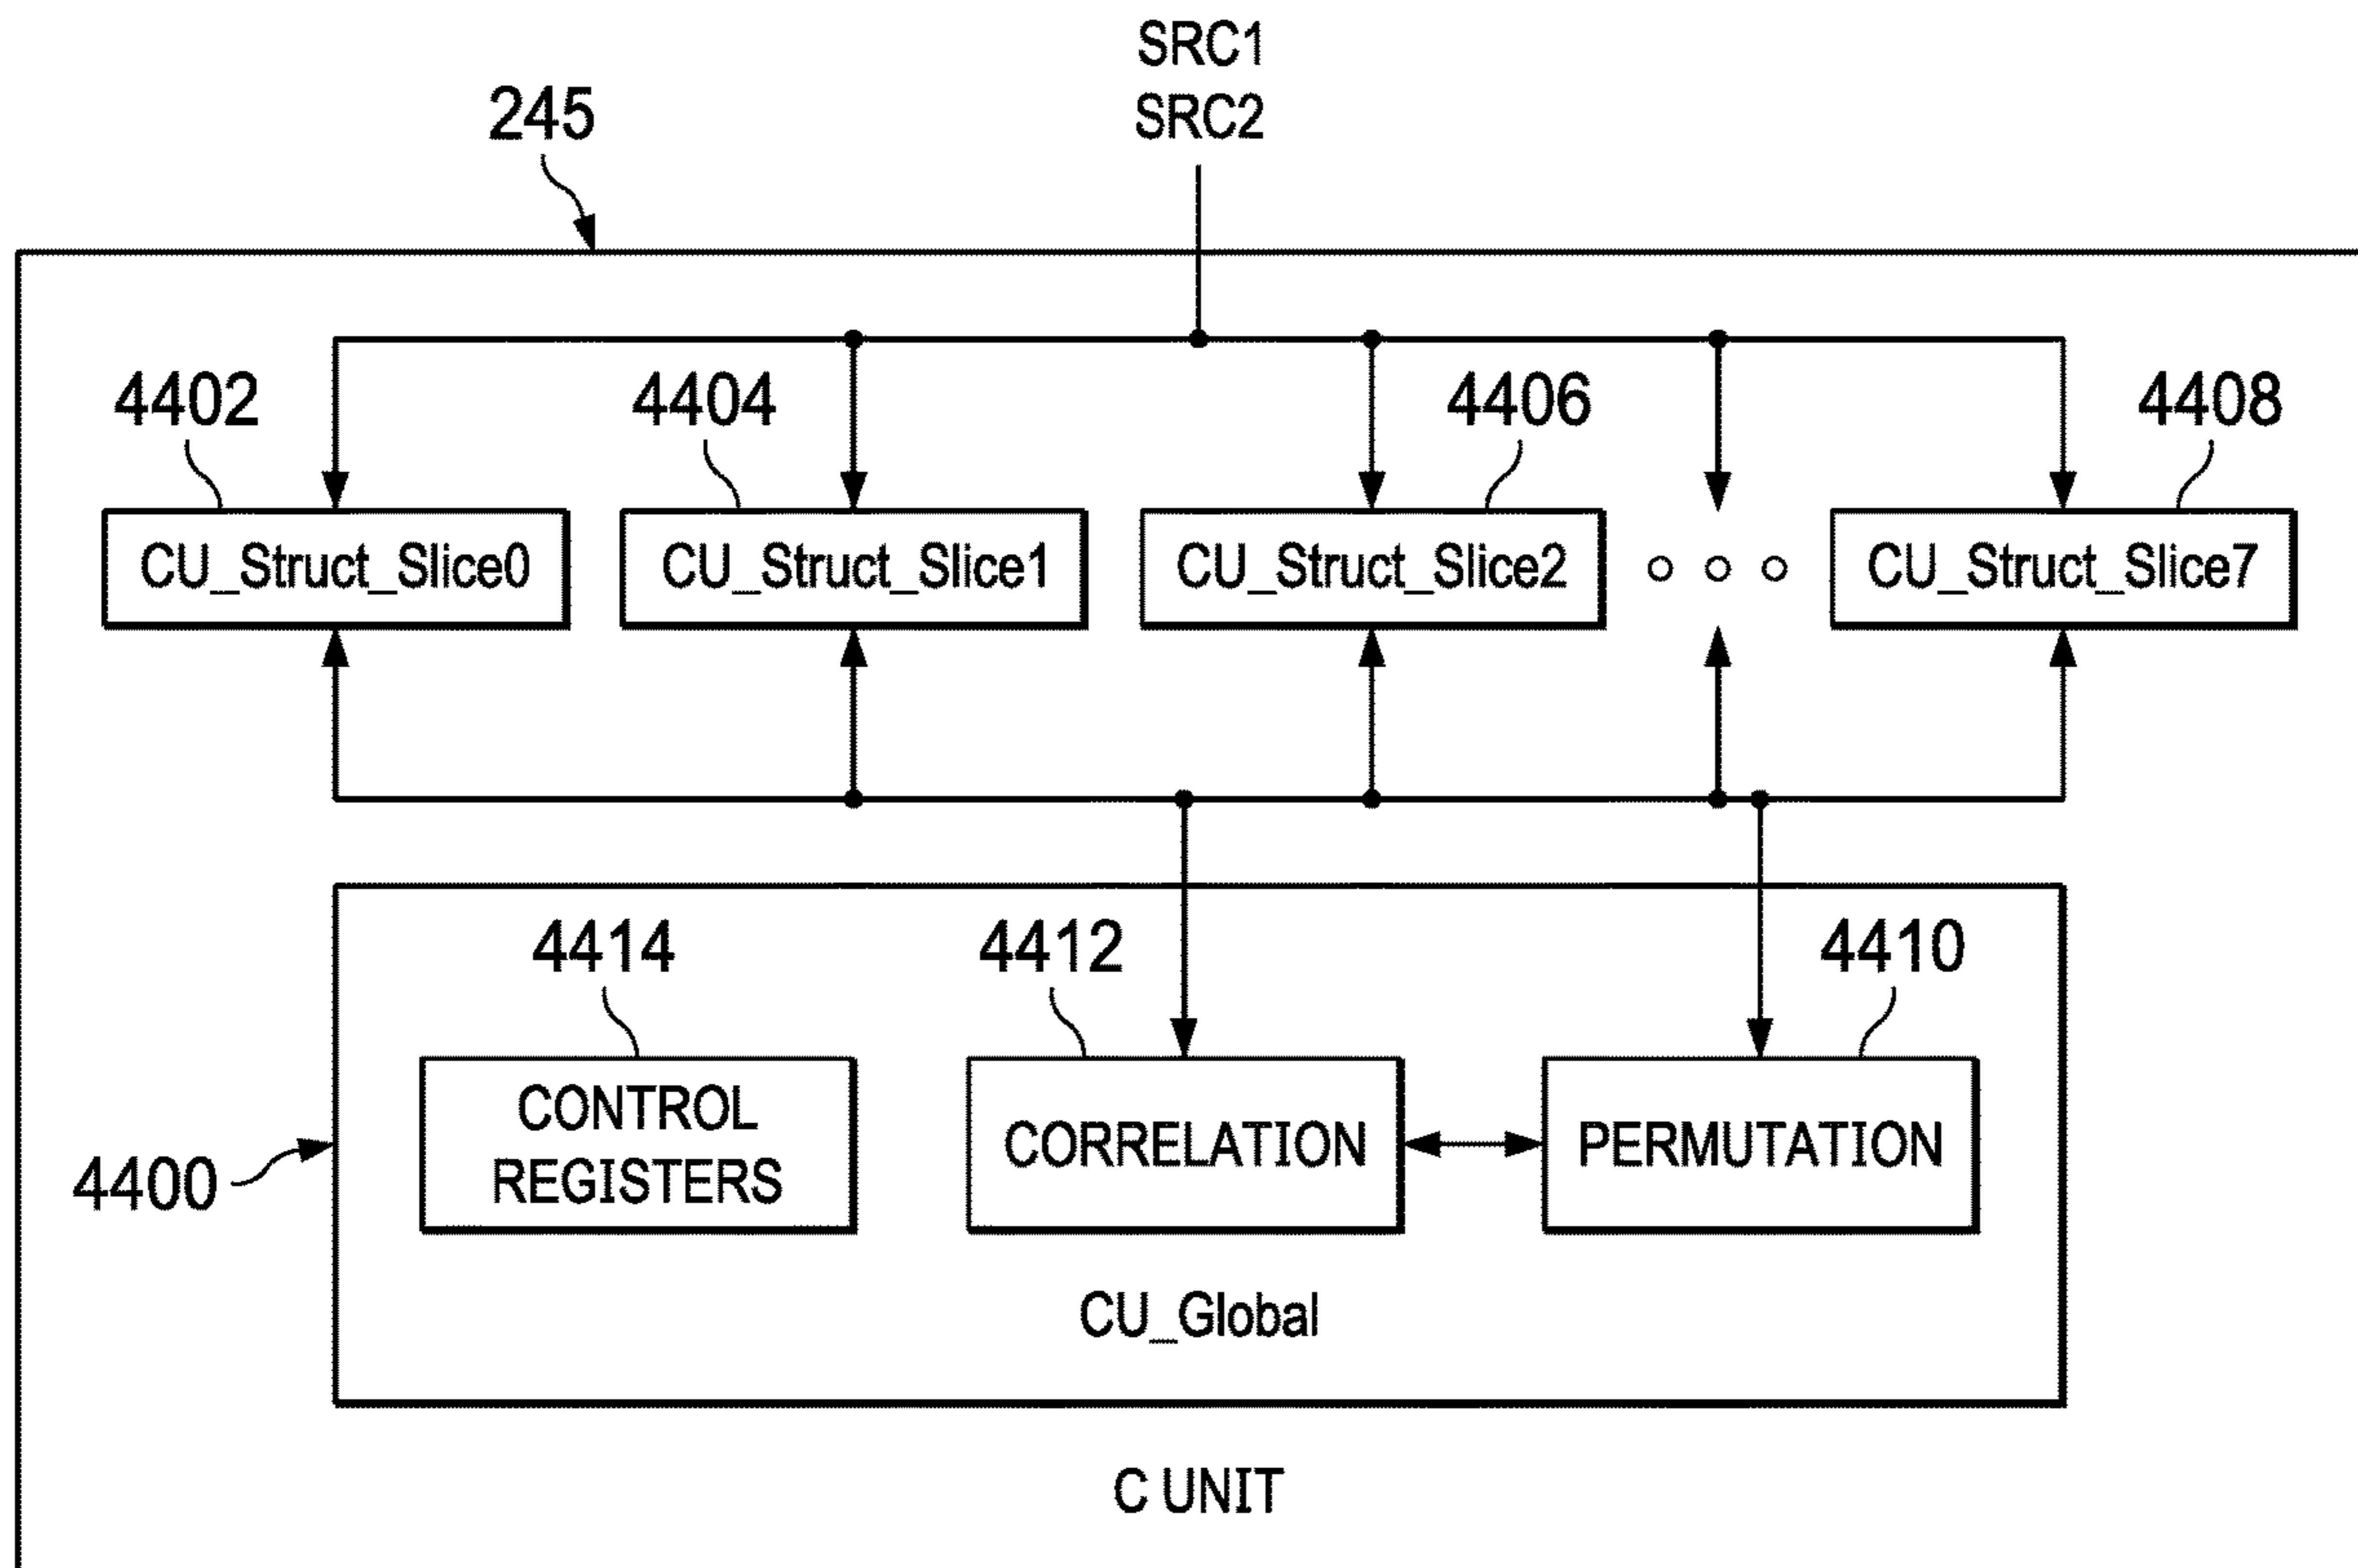 SRC1
SRC2
245
4402
4404
4406
4408
CU_Struct_Slice0
CU_Struct_Slice1
CU_Struct_Slice2
CU_Struct_Slice7
4414
4412
4410
CONTROL
REGISTERS
CORRELATION
PERMUTATION
4400
CU_Global
C UNIT